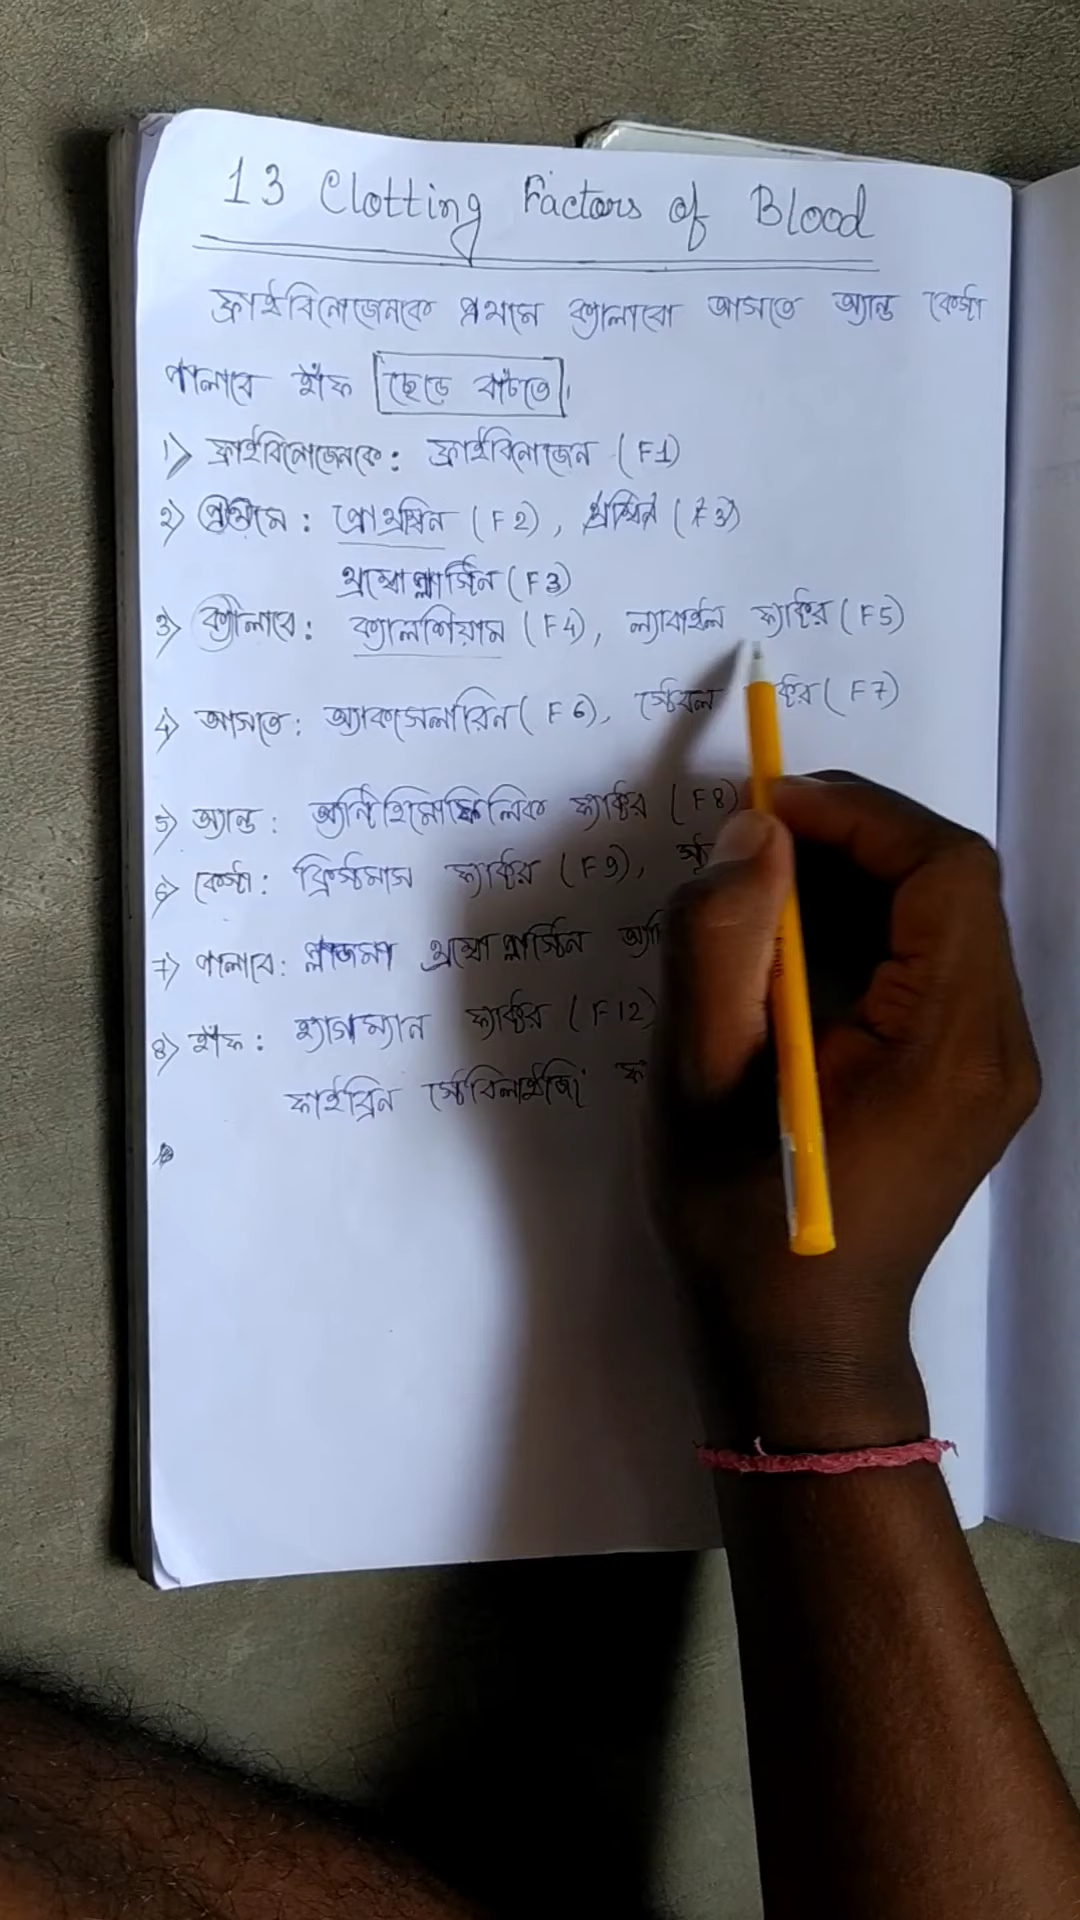 13 Clotting Factors of Blood
ফাইবিনোজেনকে প্রথমে ক্যালাবো আসতে অ্যান্ড কেষ্টা
পালাবে হাঁফ ছেড়ে বাঁচতে।
1) ফাইবিনোজেনকে: ফাইবিনোজেন (F1)
২) প্রথমে: প্রোথম্বিন (F2), থ্রম্বিন (F3)
থ্রম্বোপ্লাস্টিন (F3)
3) ক্যালাবে: ক্যালশিয়াম (F4), ল্যাবাইল ফ্যাক্টর (F5)
4) আসতে: অ্যাকসেলারিন (F6), স্টেবল ক্টর (F7)
5) অ্যান্ড: অ্যান্টিহিমোফিলিক ফ্যাক্টর (F8)
6) কেষ্টা: ক্রিস্টমাস ফ্যাক্টর (F9),
7) পালাবে: প্লাজমা থ্রম্বোপ্লাস্টিন
8) হাঁফ: হ্যাগম্যান ফ্যাক্টর (F12)
ফাইব্রিন স্টেবিলাইজিং